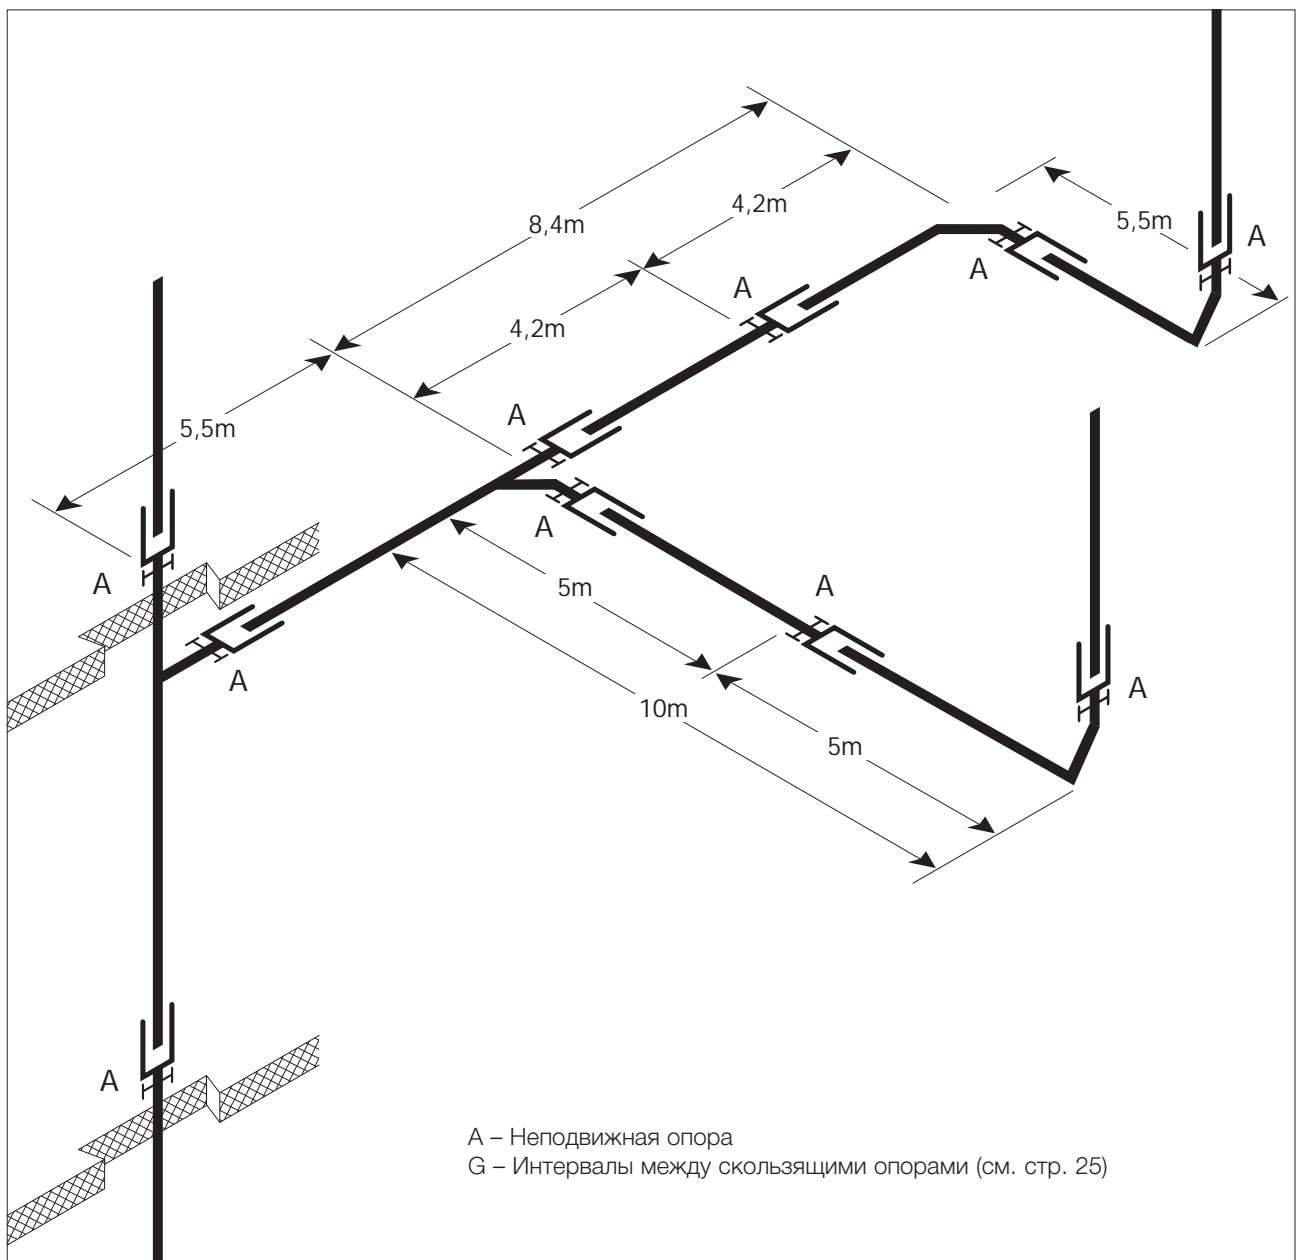 4,2m
5,5m
8,4m
A
A
A
4,2m
A
5,5m
A
A
A
5m
A
A
A
10m
5m
A
A – Неподвижная опора
G – Интервалы между скользящими опорами (см. стр. 25)